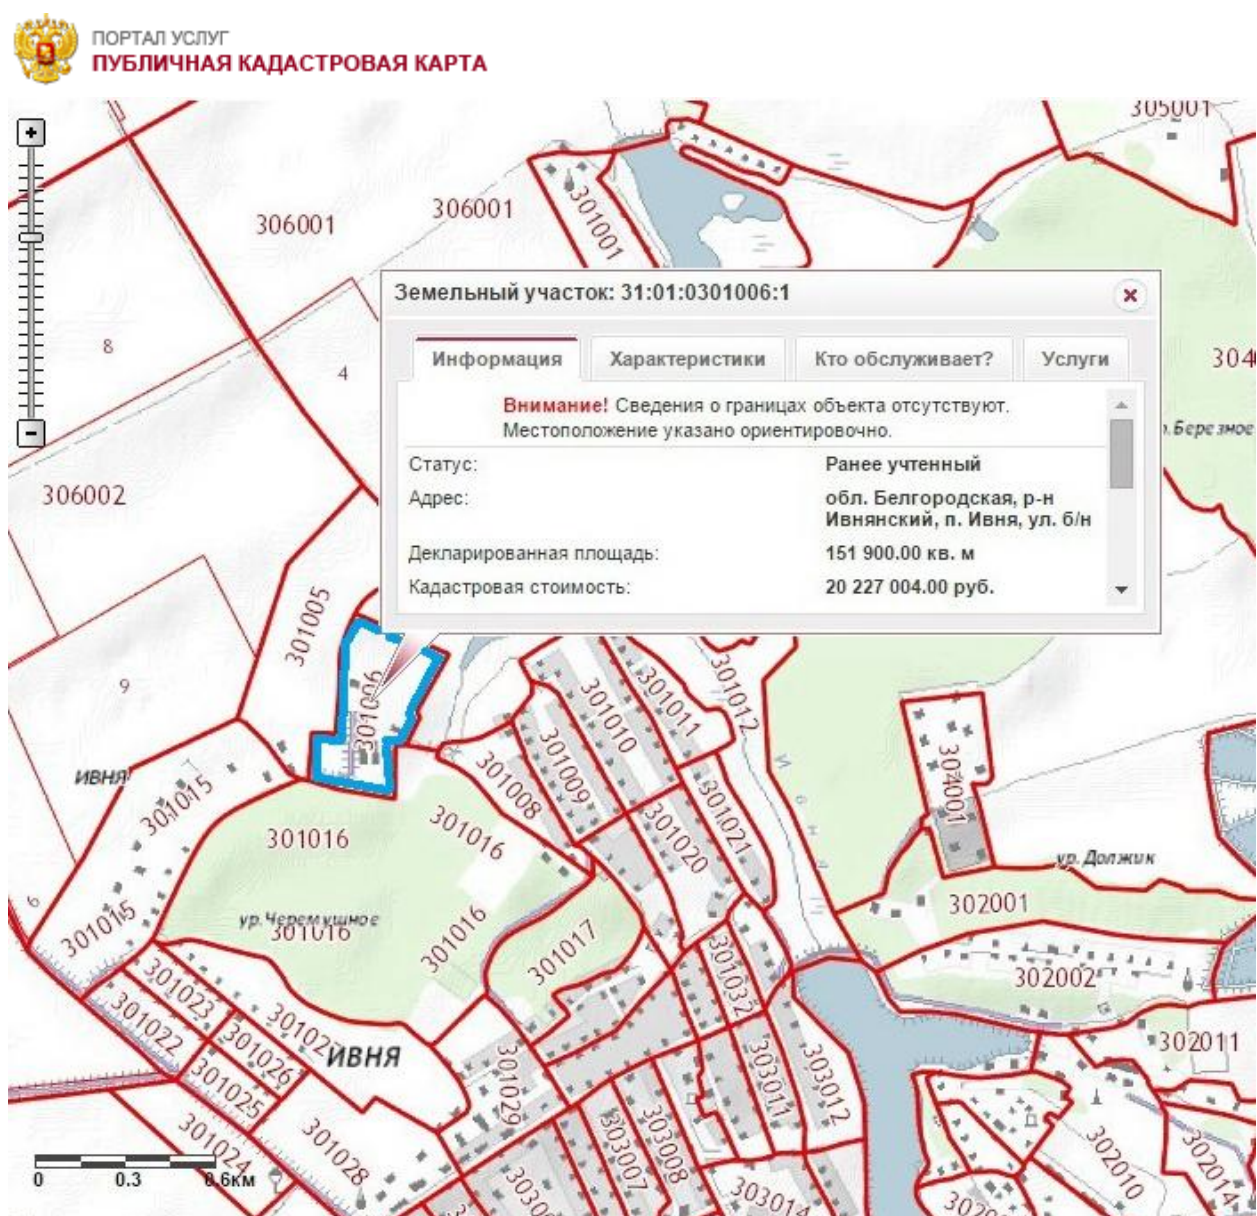 ПОРТАЛ УСЛУГ
ПУБЛИЧНАЯ КАДАСТРОВАЯ КАРТА
305001
306001
306001
301001
Земельный участок: 31:01:0301006:1
Информация
Характеристики
Кто обслуживает?
Услуги
8
4
304
Внимание! Сведения о границах объекта отсутствуют.
Местоположение указано ориентировочно.
р.Березное
Статус:
Ранее учтенный
306002
Адрес:
обл. Белгородская, р-н
Ивнянский, п. Ивня, ул. б/н
Декларированная площадь:
151 900.00 кв. м
Кадастровая стоимость:
20 227 004.00 руб.
301005
9
301006
301010
301011
301012
ИВНЯ
301015
301008
301009
301021
304001
301016
301016
301020
ур.Должик
6
301015
ур.Черемушное
301016
301016
301017
302001
301023
301032
302002
301022
301026
301027
ИВНЯ
301029
303011
303012
302011
301025
301024
301028
303007
303008
302010
302014
303014
0
0.3
0.6км